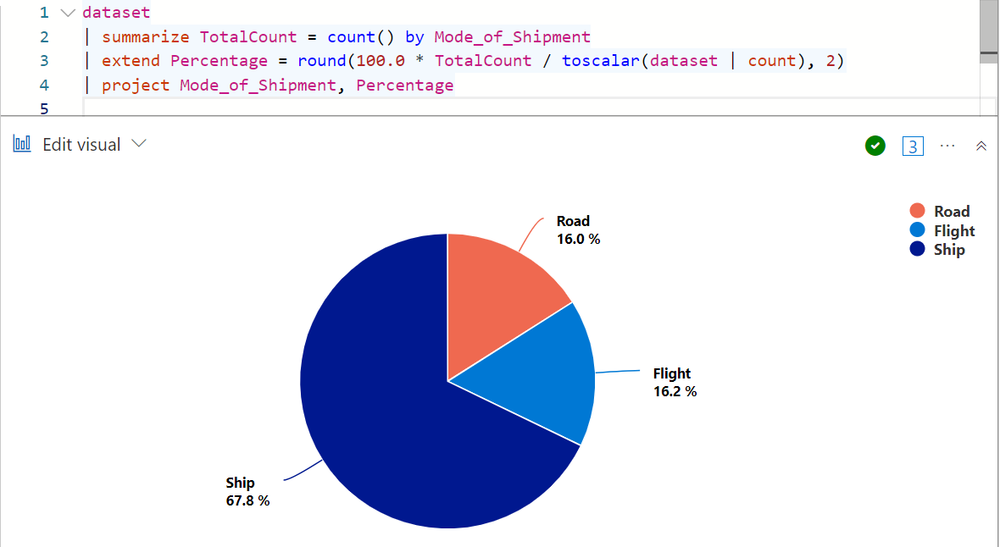 1 dataset
2 | summarize TotalCount = count() by Mode_of_Shipment
3 | extend Percentage = round(100.0 * TotalCount / toscalar(dataset | count), 2)
4 | project Mode_of_Shipment, Percentage
5
Edit visual
3
Road
16.0 %
Road
Flight
Ship
Flight
16.2 %
Ship
67.8 %